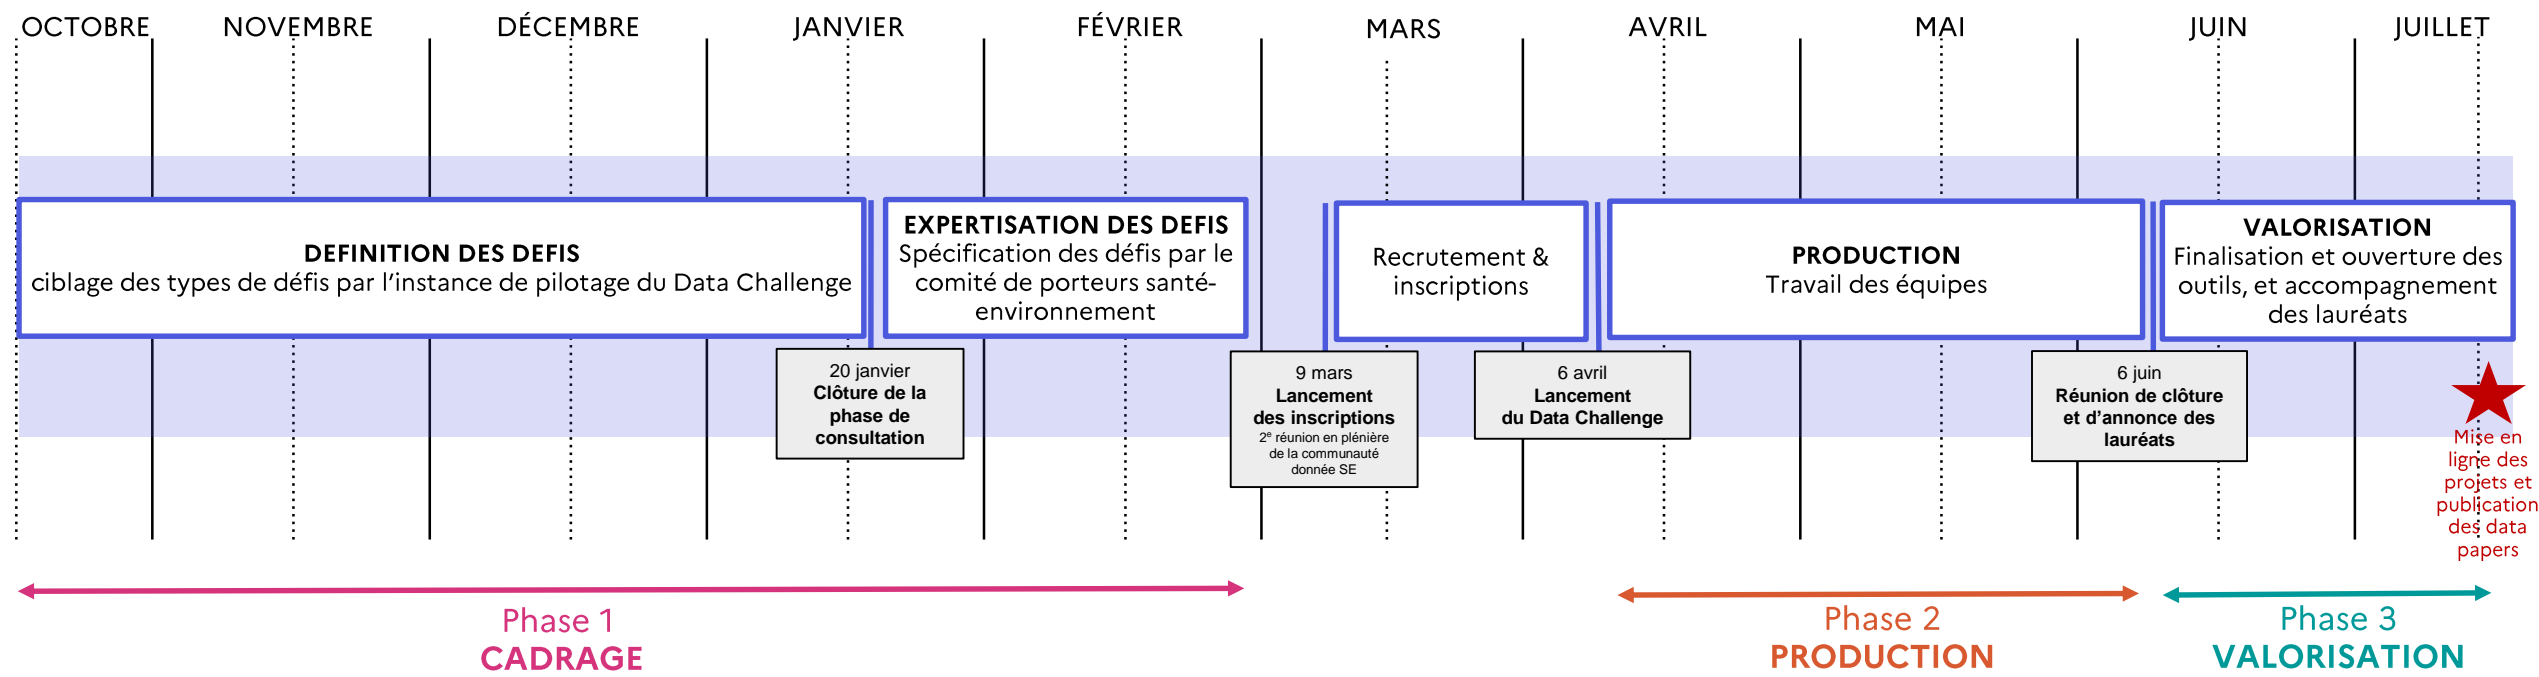 OCTOBRE
NOVEMBRE
DÉCEMBRE
JANVIER
FÉVRIER
MARS
AVRIL
MAI
JUIN
JUILLET
DEFINITION DES DEFIS
ciblage des types de défis par l'instance de pilotage du Data Challenge
EXPERTISATION DES DEFIS
Spécification des défis par le
comité de porteurs santé-
environnement
Recrutement &
inscriptions
PRODUCTION
Travail des équipes
VALORISATION
Finalisation et ouverture des
outils, et accompagnement
des lauréats
20 janvier
Clôture de la
phase de
consultation
9 mars
Lancement
des inscriptions
2e réunion en plénière
de la communauté
donnée SE
6 avril
Lancement
du Data Challenge
6 juin
Réunion de clôture
et d'annonce des
lauréats
Mise en
ligne des
projets et
publication
des data
papers
Phase 1
CADRAGE
Phase 2
PRODUCTION
Phase 3
VALORISATION